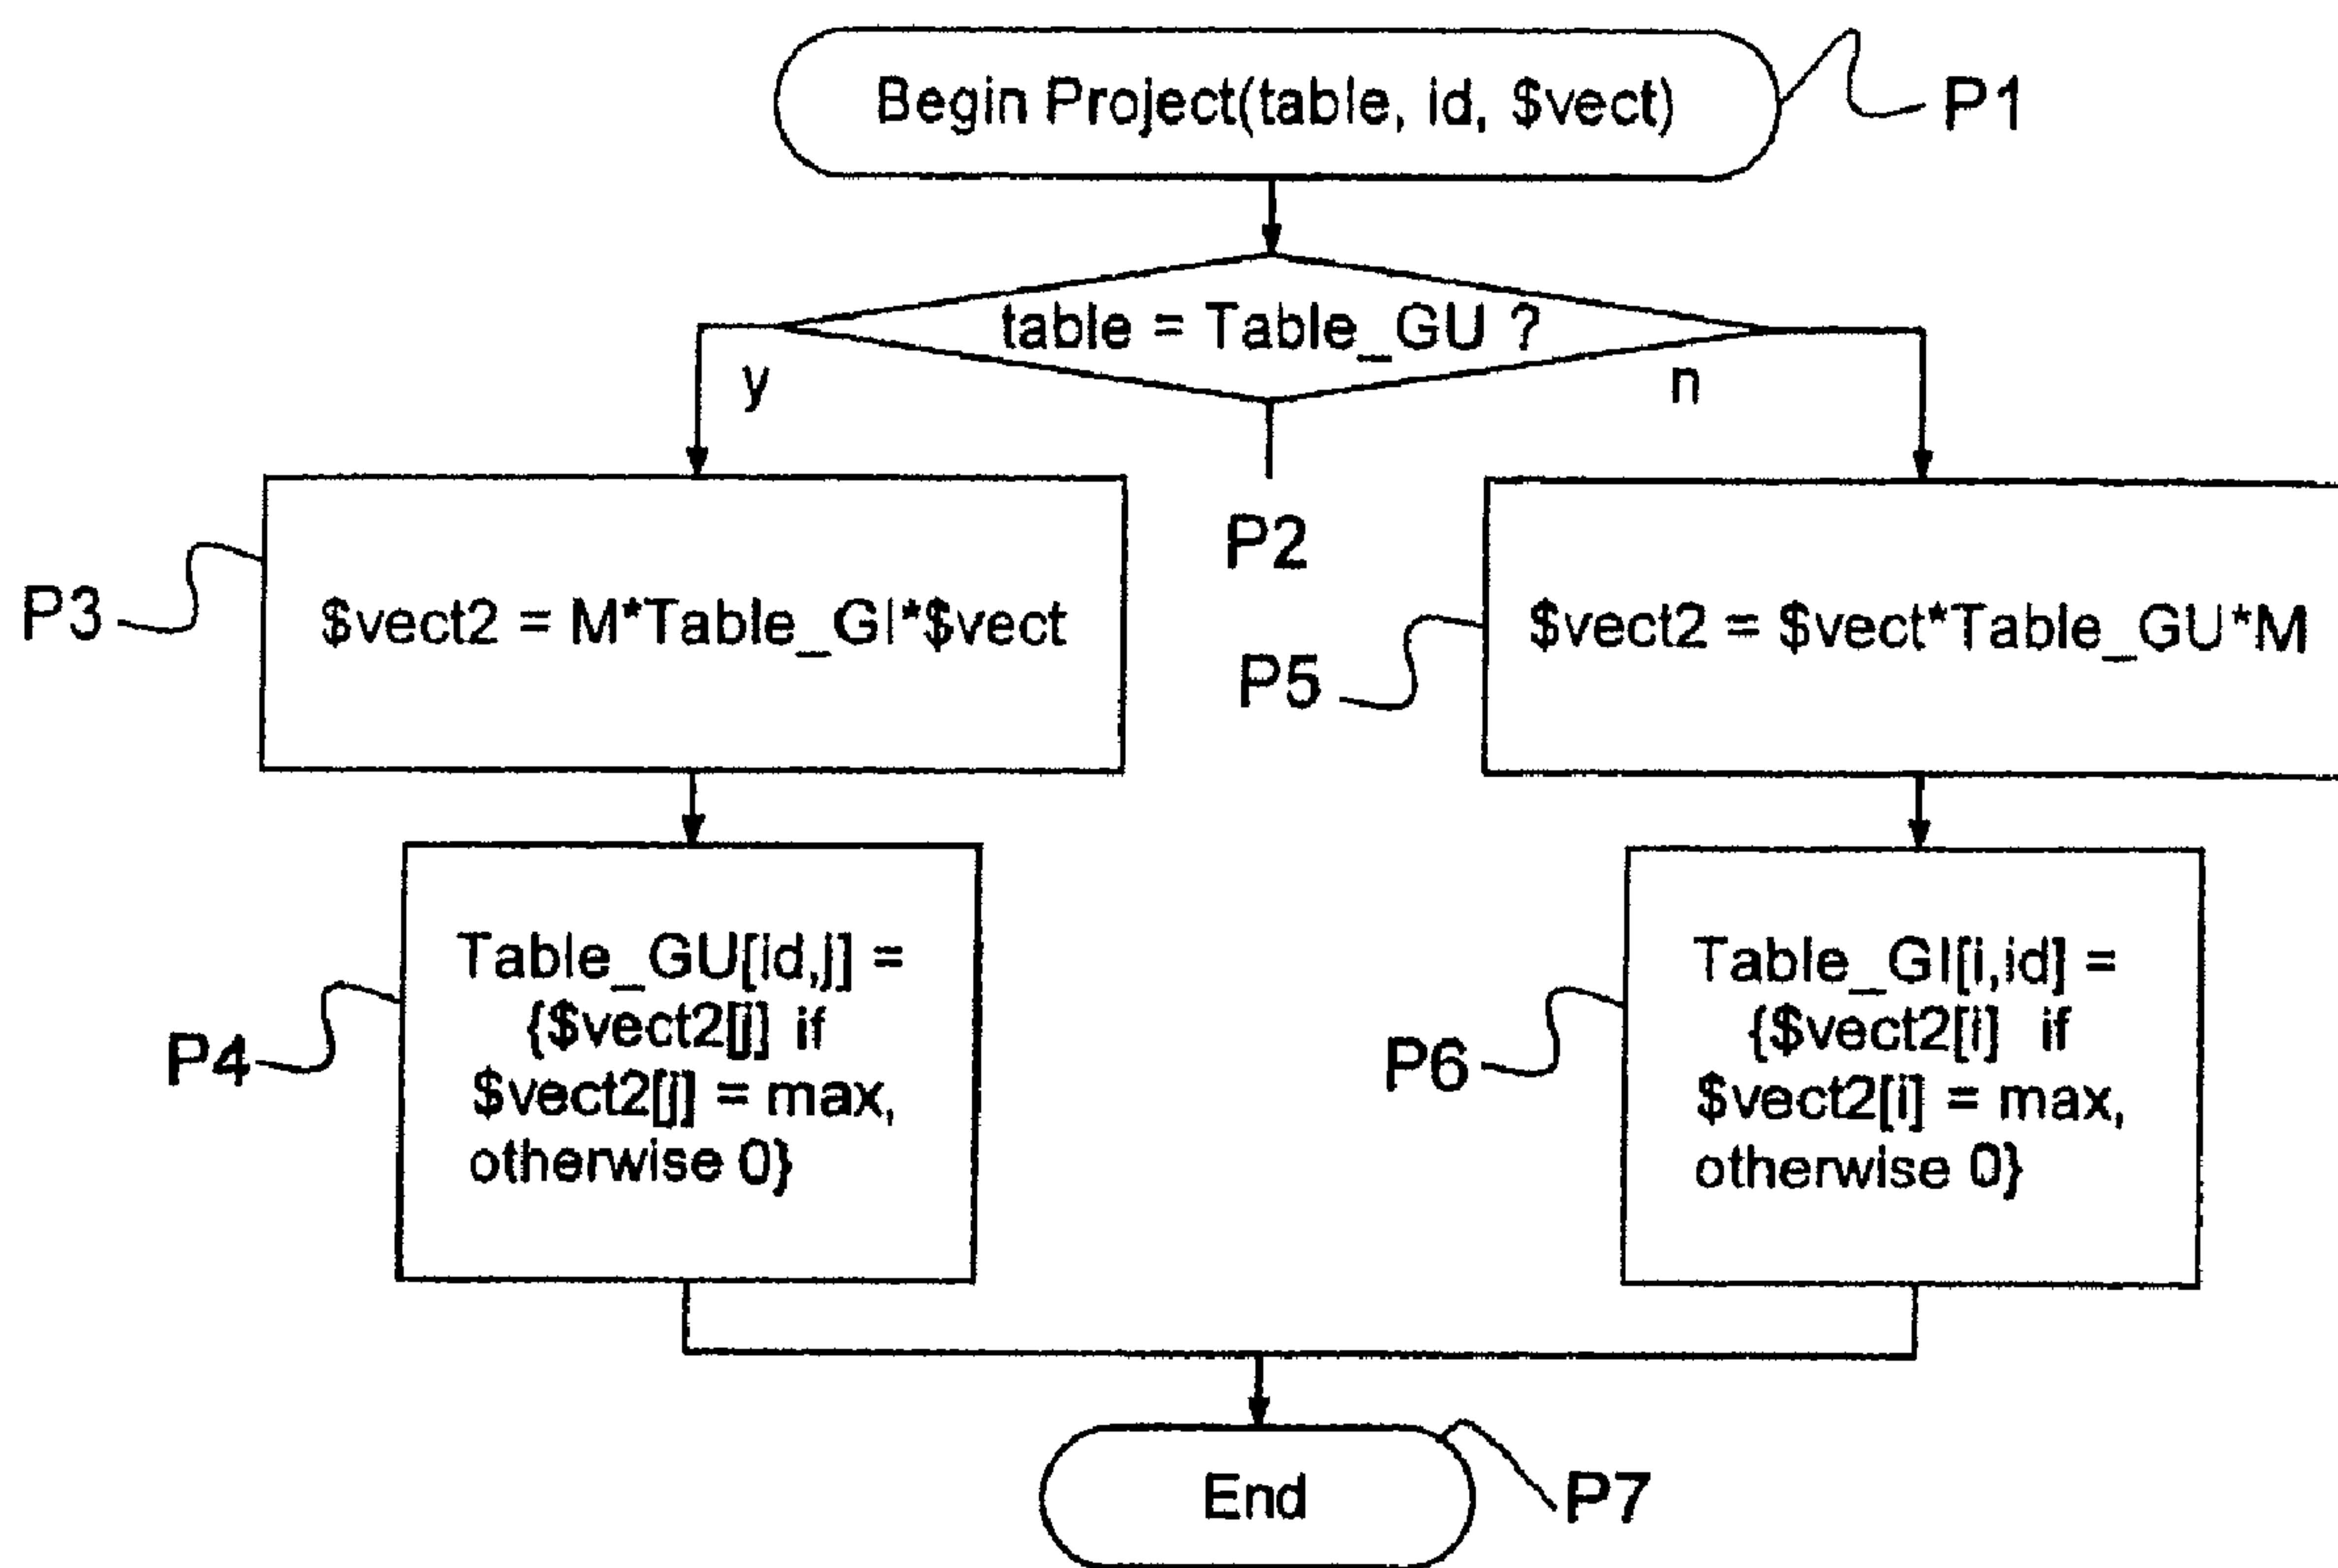 Begin Project(table, id, $vect)
P1
table = Table_GU ?
y
n
P2
P3
$vect2 = M*Table_GI*$vect
P5
$vect2 = $vect*Table_GU*M
P4
Table_GU[id,j] =
{$vect2[j] if
$vect2[j] = max,
otherwise 0}
P6
Table_GI[i,id] =
{$vect2[i] if
$vect2[i] = max,
otherwise 0}
End
P7